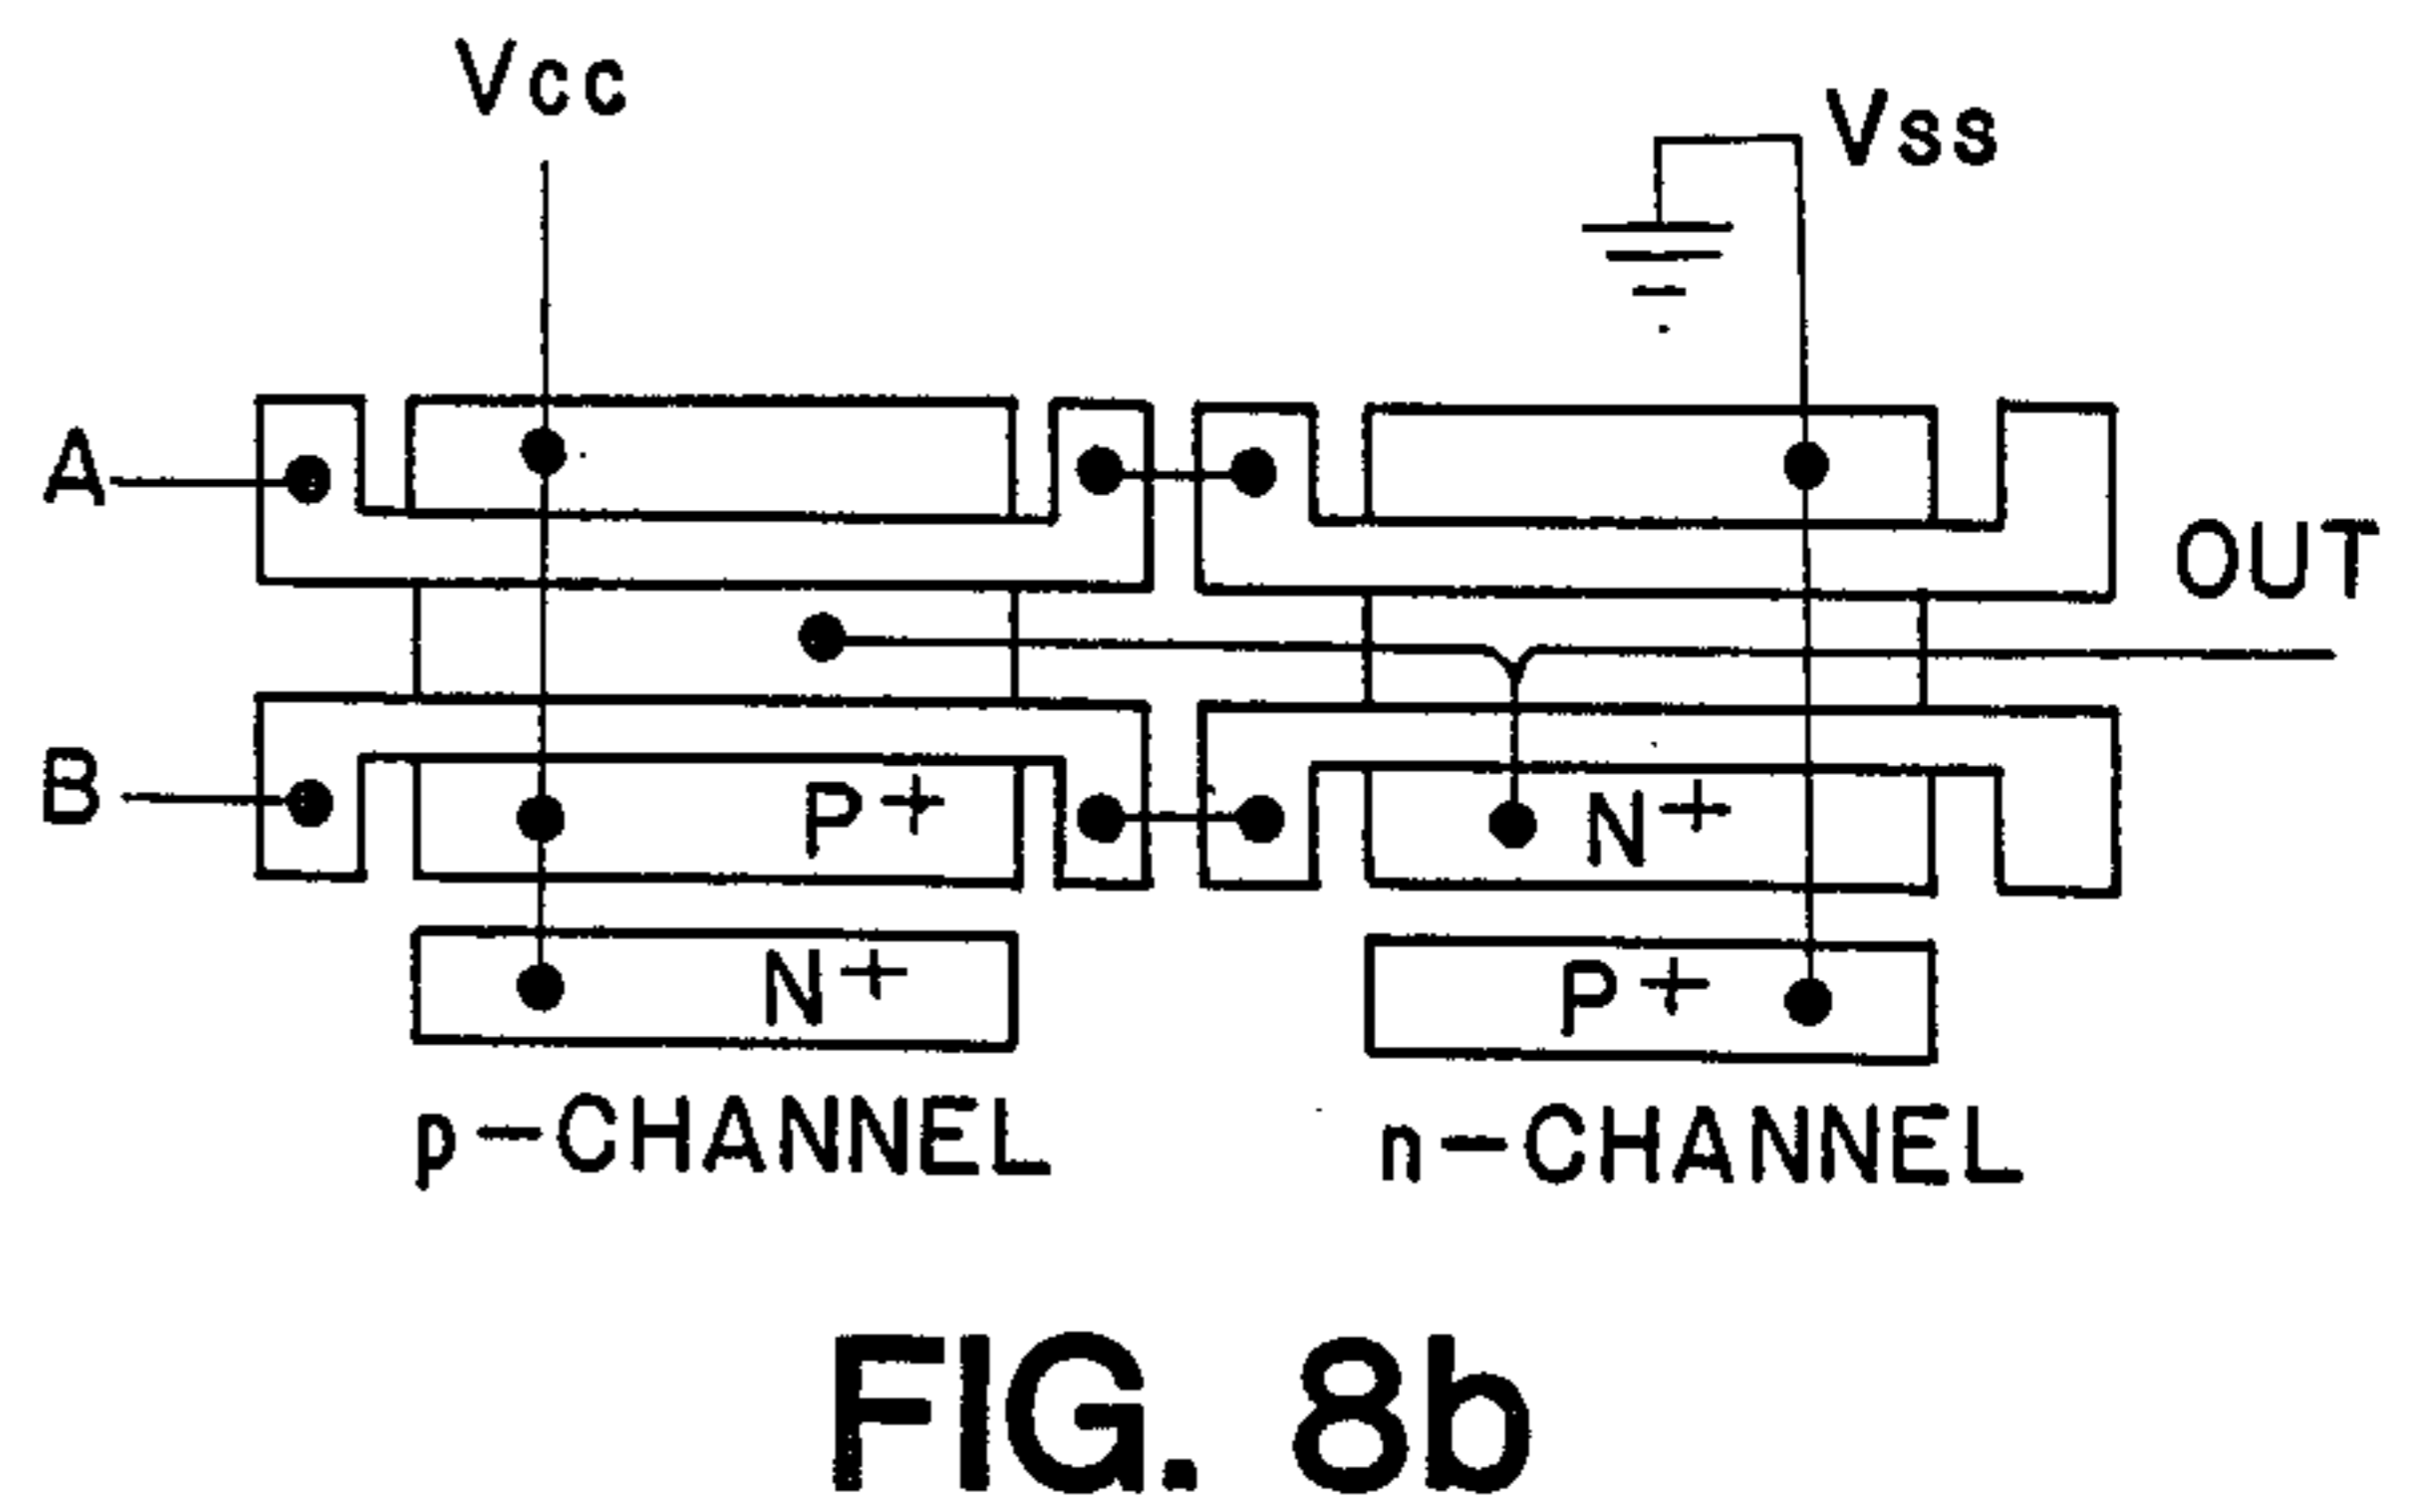 Vcc
Vss
A
OUT
B
P+
N+
N+
P+
p-CHANNEL
n-CHANNEL
FIG. 8b